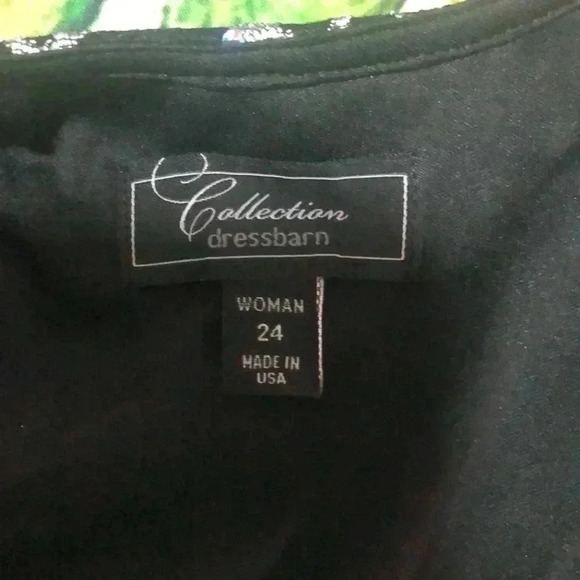 Collection
dressbarn
WOMAN
24
MADE IN
USA